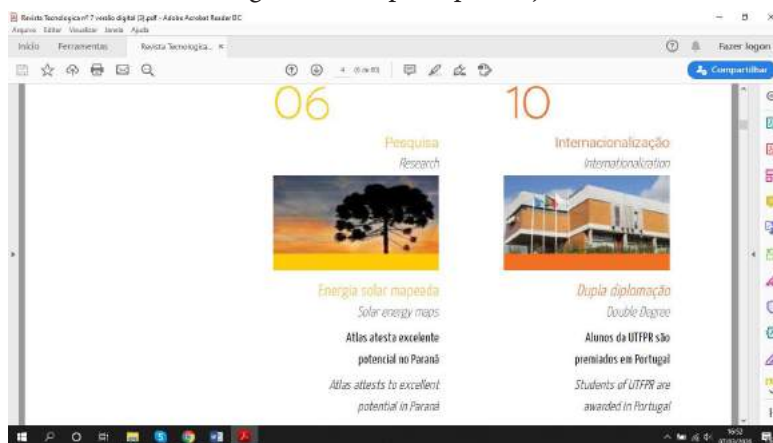 Revista Tecnologica nº 7 versão digital (2).pdf - Adobe Acrobat Reader DC
Arquivo Editar Visualizar Janela Ajuda
Início Ferramentas Revista Tecnologica... × Fazer logon
Compartilhar
06
Pesquisa
Research
Energia solar mapeada
Solar energy maps
Atlas atesta excelente
potencial no Paraná
Atlas attests to excellent
potential in Paraná
10
Internacionalização
Internationalization
Dupla diplomação
Double Degree
Alunos da UTFPR são
premiados em Portugal
Students of UTFPR are
awarded in Portugal
16:52